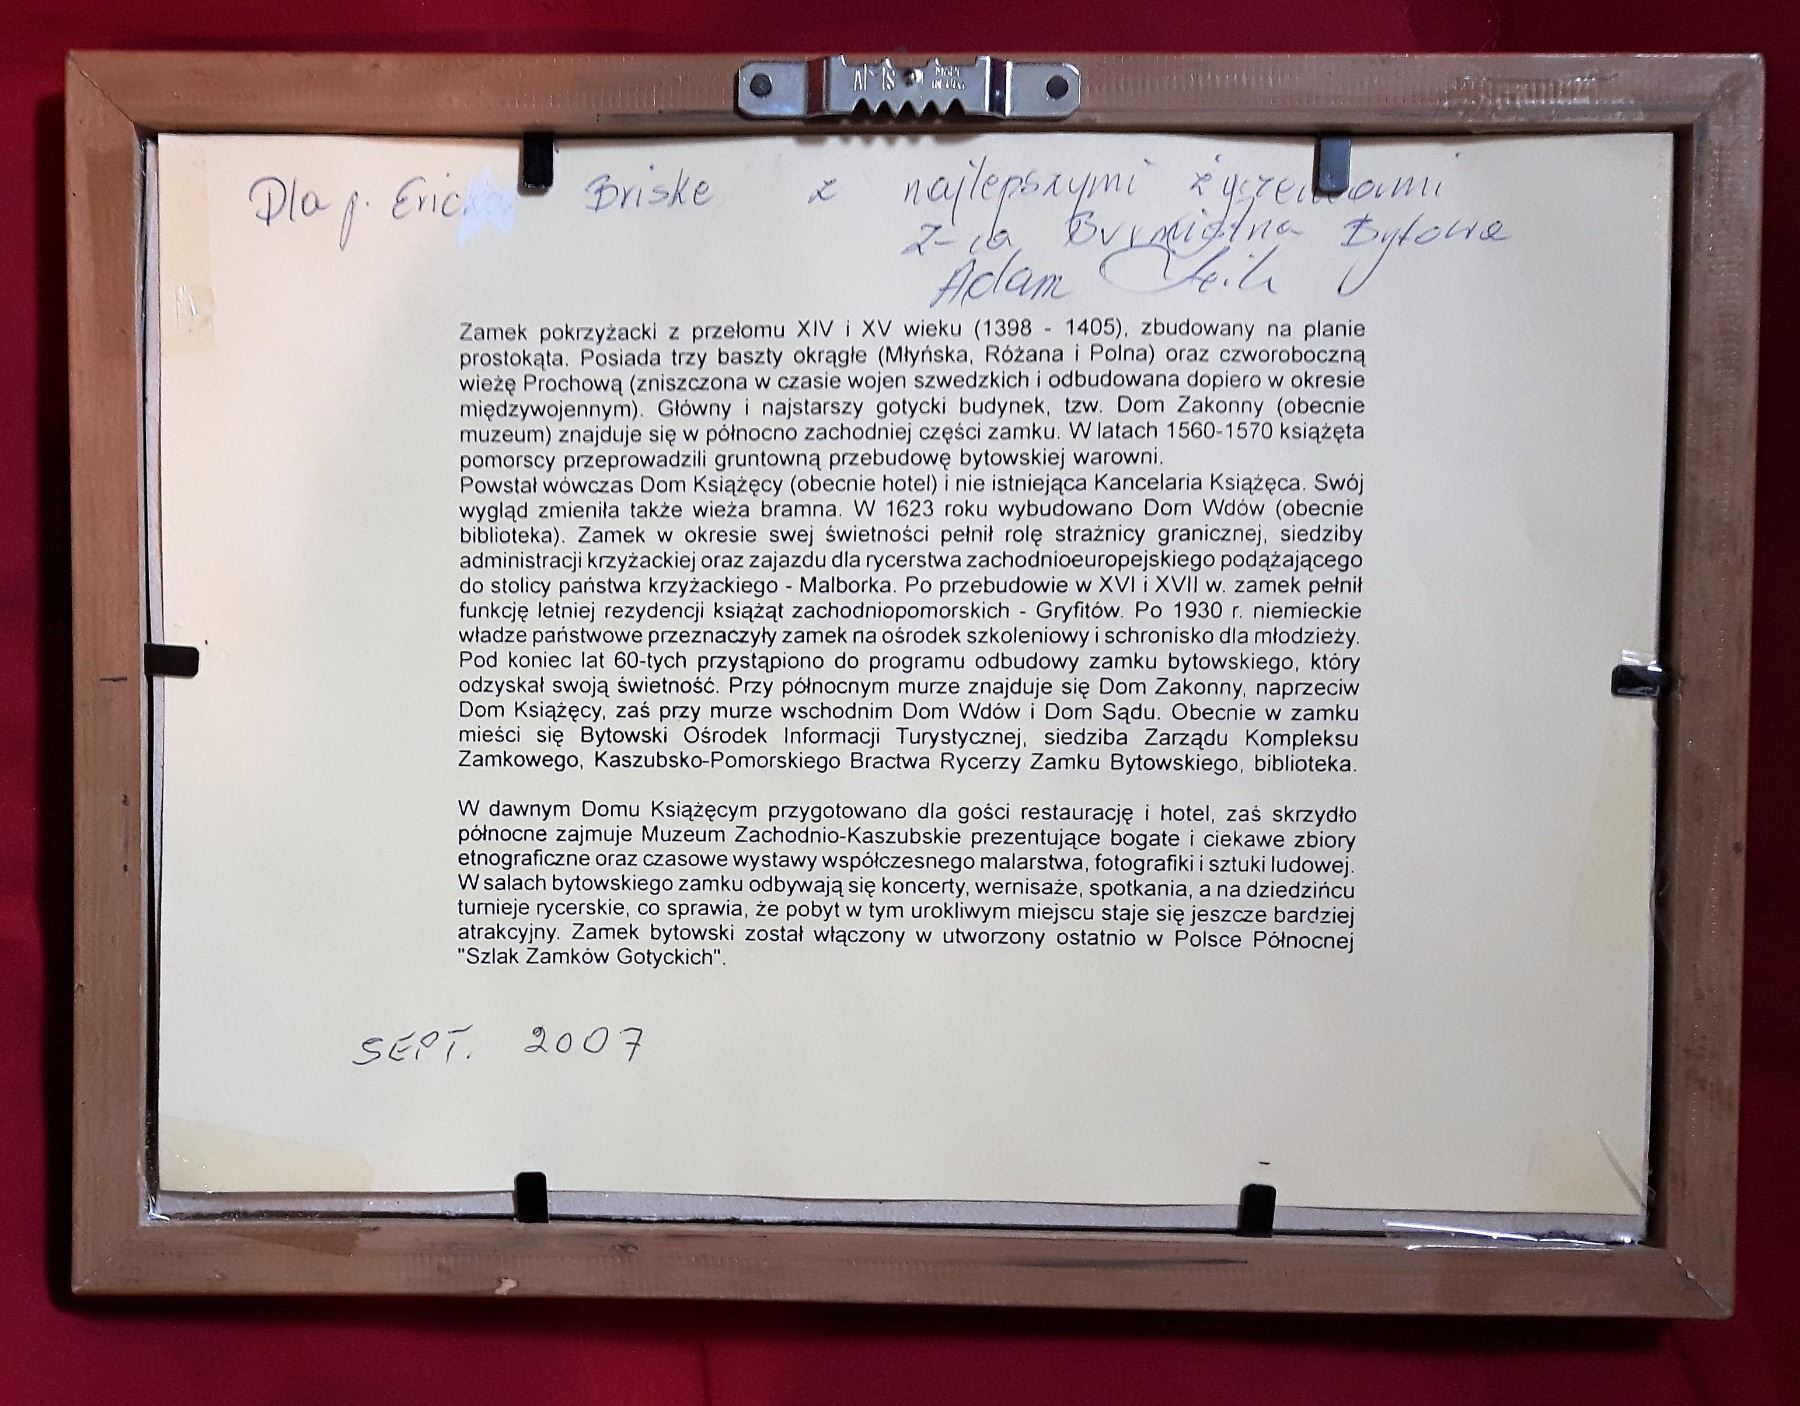 Dla p. Erick Briske z najlepszymi życzeniami
Z-ca Burmistrza Bytowa
Adam
Zamek pokrzyżacki z przełomu XIV i XV wieku (1398 - 1405), zbudowany na planie
prostokąta. Posiada trzy baszty okrągłe (Młyńska, Różana i Polna) oraz czworoboczną
wieżę Prochową (zniszczona w czasie wojen szwedzkich i odbudowana dopiero w okresie
międzywojennym). Główny i najstarszy gotycki budynek, tzw. Dom Zakonny (obecnie
muzeum) znajduje się w północno zachodniej części zamku. W latach 1560-1570 książęta
pomorscy przeprowadzili gruntowną przebudowę bytowskiej warowni.
Powstał wówczas Dom Książęcy (obecnie hotel) i nie istniejąca Kancelaria Książęca. Swój
wygląd zmieniła także wieża bramna. W 1623 roku wybudowano Dom Wdów (obecnie
biblioteka). Zamek w okresie swej świetności pełnił rolę strażnicy granicznej, siedziby
administracji krzyżackiej oraz zajazdu dla rycerstwa zachodnioeuropejskiego podążającego
do stolicy państwa krzyżackiego - Malborka. Po przebudowie w XVI i XVII w. zamek pełnił
funkcję letniej rezydencji książąt zachodniopomorskich - Gryfitów. Po 1930 r. niemieckie
władze państwowe przeznaczyły zamek na ośrodek szkoleniowy i schronisko dla młodzieży.
Pod koniec lat 60-tych przystąpiono do programu odbudowy zamku bytowskiego, który
odzyskał swoją świetność. Przy północnym murze znajduje się Dom Zakonny, naprzeciw
Dom Książęcy, zaś przy murze wschodnim Dom Wdów i Dom Sądu. Obecnie w zamku
mieści się Bytowski Ośrodek Informacji Turystycznej, siedziba Zarządu Kompleksu
Zamkowego, Kaszubsko-Pomorskiego Bractwa Rycerzy Zamku Bytowskiego, biblioteka.
W dawnym Domu Książęcym przygotowano dla gości restaurację i hotel, zaś skrzydło
północne zajmuje Muzeum Zachodnio-Kaszubskie prezentujące bogate i ciekawe zbiory
etnograficzne oraz czasowe wystawy współczesnego malarstwa, fotografiki i sztuki ludowej.
W salach bytowskiego zamku odbywają się koncerty, wernisaże, spotkania, a na dziedzińcu
turnieje rycerskie, co sprawia, że pobyt w tym urokliwym miejscu staje się jeszcze bardziej
atrakcyjny. Zamek bytowski został włączony w utworzony ostatnio w Polsce Północnej
"Szlak Zamków Gotyckich".
SEPT. 2007